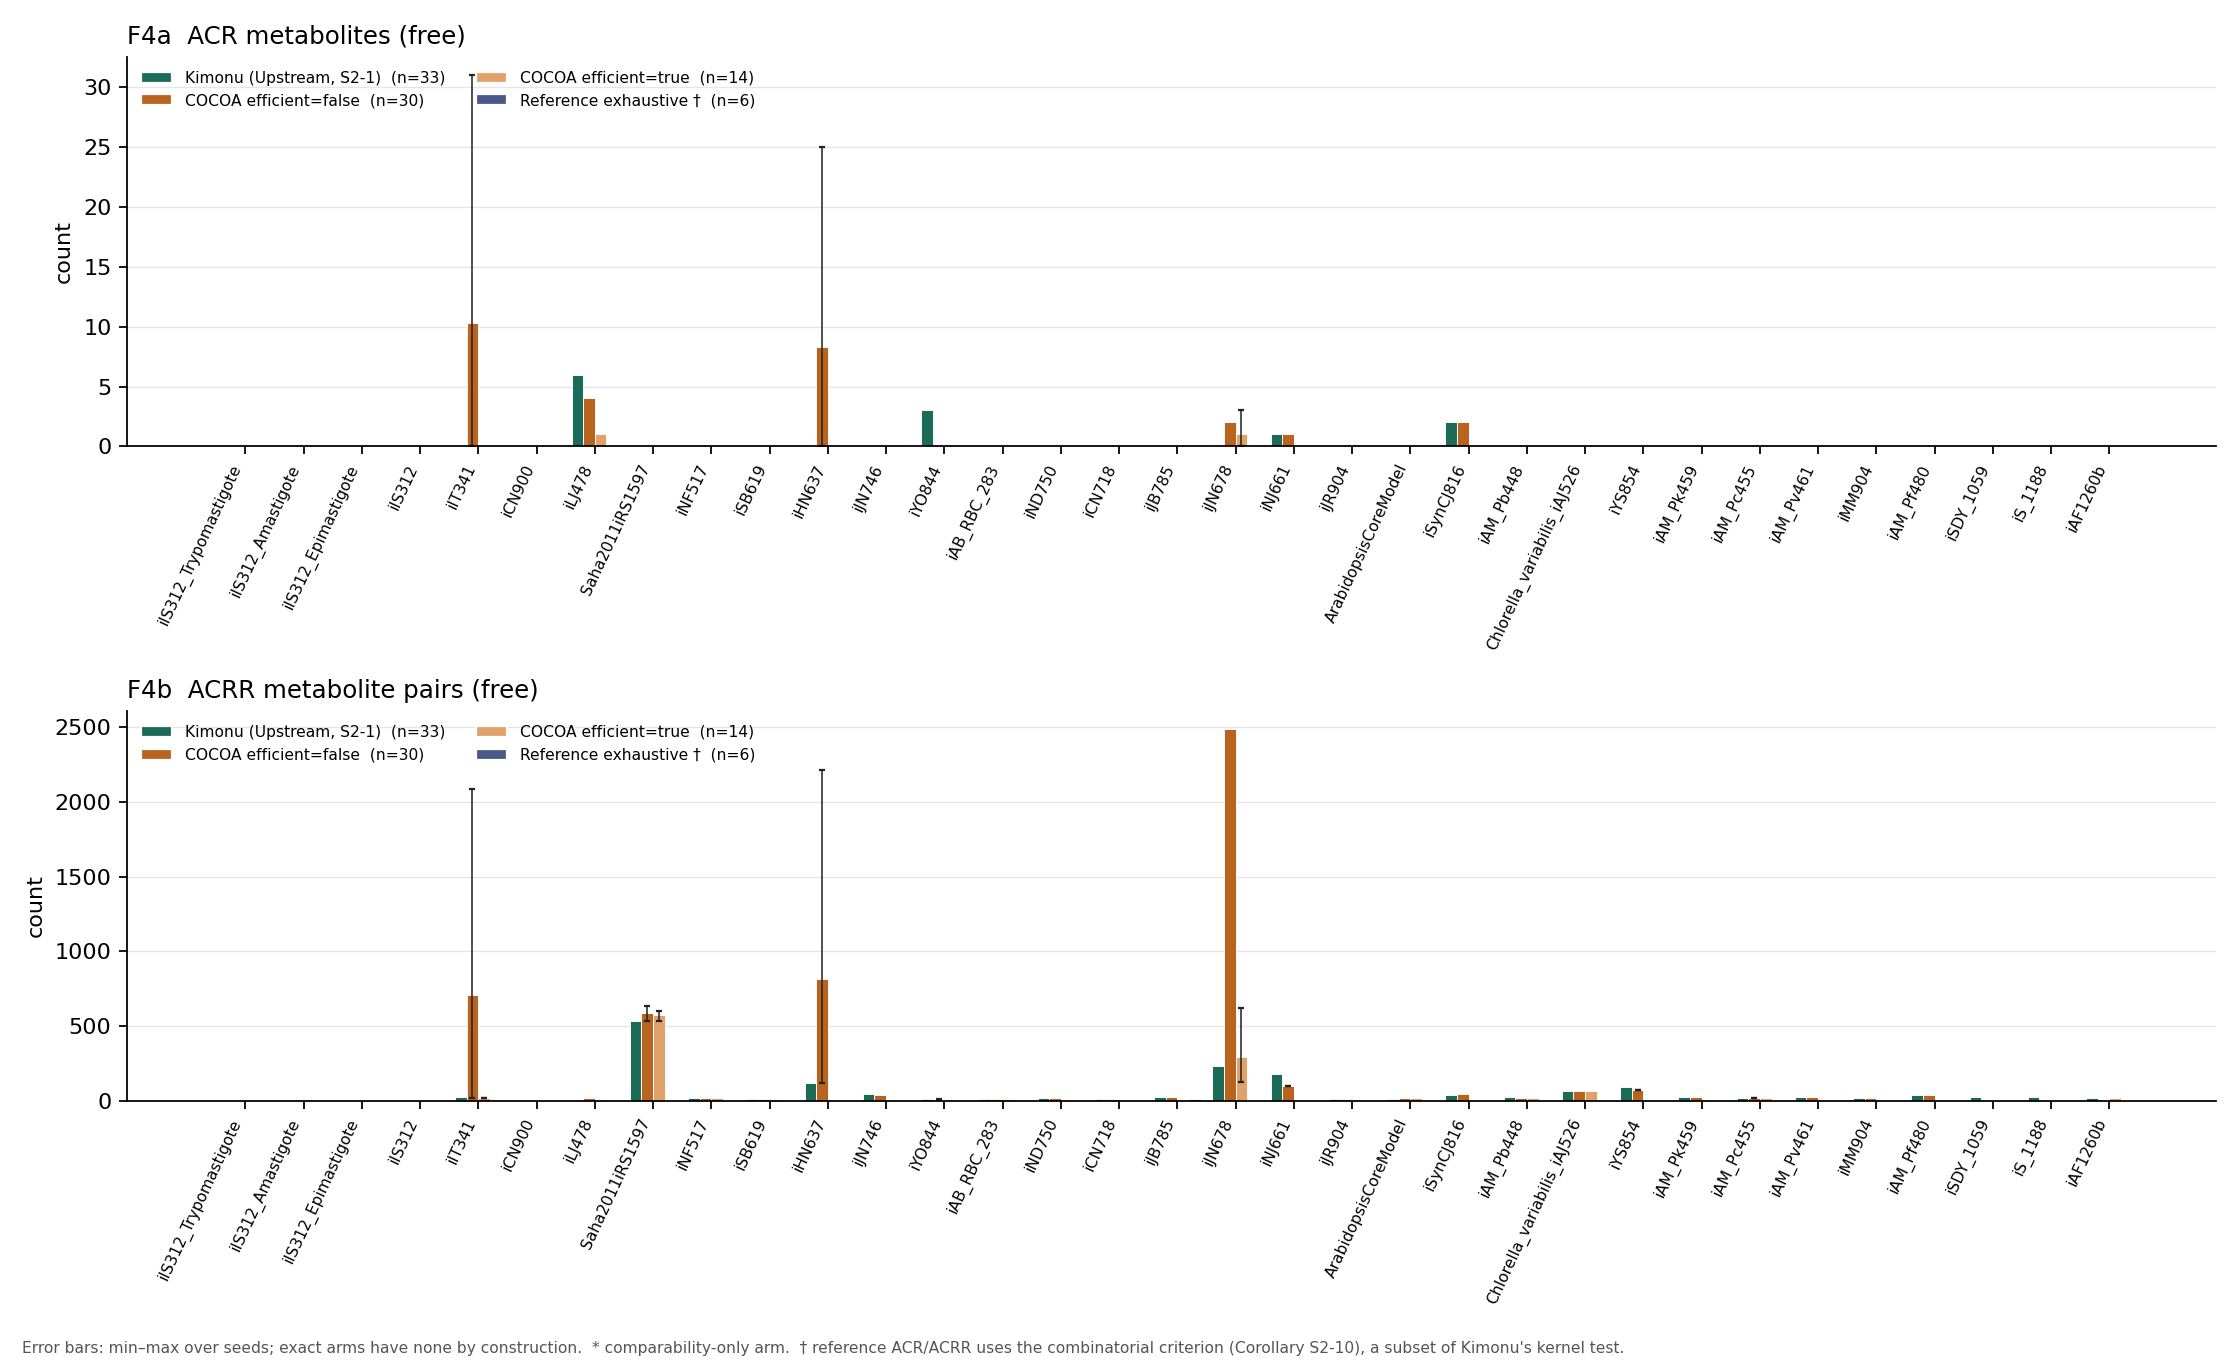 F4a  ACR metabolites (free)
Kimonu (Upstream, S2-1)  (n=33)
COCOA efficient=false  (n=30)
COCOA efficient=true  (n=14)
Reference exhaustive †  (n=6)
30
25
20
15
10
5
0
count
iIS312_Trypomastigote
iIS312_Amastigote
iIS312_Epimastigote
iIS312
iIT341
iCN900
iLJ478
Saha2011iRS1597
iNF517
iSB619
iHN637
iJN746
iYO844
iAB_RBC_283
iND750
iCN718
iJB785
iJN678
iNJ661
iJR904
ArabidopsisCoreModel
iSynCJ816
iAM_Pb448
Chlorella_variabilis_iAJ526
iYS854
iAM_Pk459
iAM_Pc455
iAM_Pv461
iMM904
iAM_Pf480
iSDY_1059
iS_1188
iAF1260b
F4b  ACRR metabolite pairs (free)
Kimonu (Upstream, S2-1)  (n=33)
COCOA efficient=false  (n=30)
COCOA efficient=true  (n=14)
Reference exhaustive †  (n=6)
2500
2000
1500
1000
500
0
count
iIS312_Trypomastigote
iIS312_Amastigote
iIS312_Epimastigote
iIS312
iIT341
iCN900
iLJ478
Saha2011iRS1597
iNF517
iSB619
iHN637
iJN746
iYO844
iAB_RBC_283
iND750
iCN718
iJB785
iJN678
iNJ661
iJR904
ArabidopsisCoreModel
iSynCJ816
iAM_Pb448
Chlorella_variabilis_iAJ526
iYS854
iAM_Pk459
iAM_Pc455
iAM_Pv461
iMM904
iAM_Pf480
iSDY_1059
iS_1188
iAF1260b
Error bars: min–max over seeds; exact arms have none by construction.  * comparability-only arm.  † reference ACR/ACRR uses the combinatorial criterion (Corollary S2-10), a subset of Kimonu's kernel test.